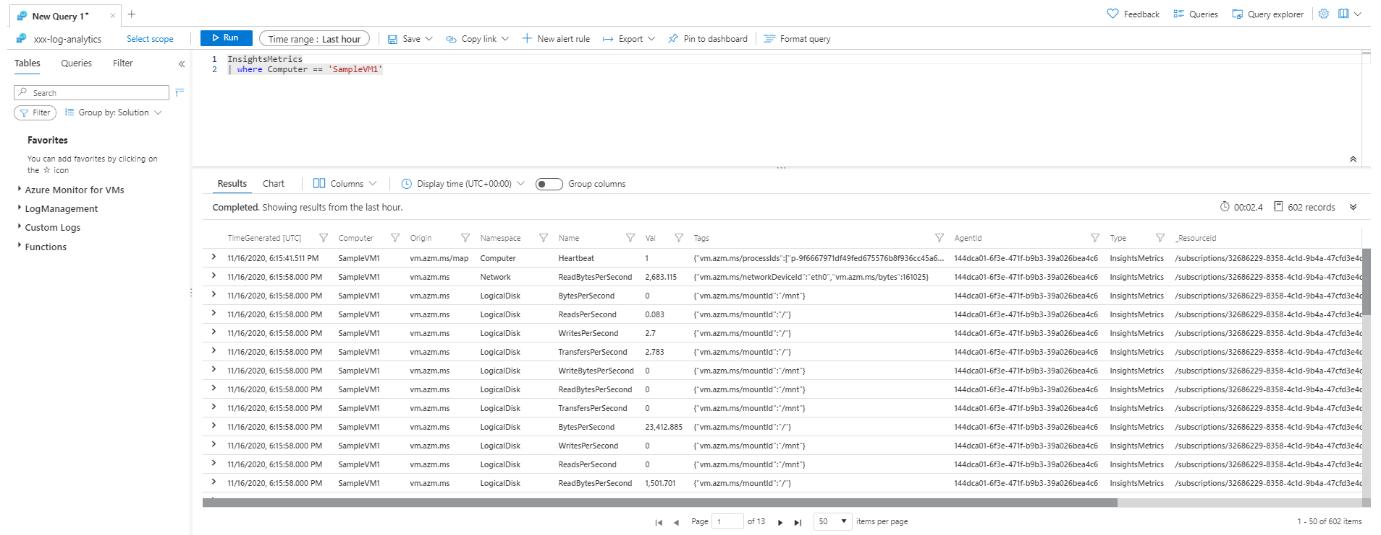 New Query 1* × +
Feedback Queries Query explorer
xxx-log-analytics Select scope Run Time range : Last hour Save Copy link New alert rule Export Pin to dashboard Format query
Tables Queries Filter «
Search
Filter Group by: Solution
Favorites
You can add favorites by clicking on
the ☆ icon
Azure Monitor for VMs
LogManagement
Custom Logs
Functions
1 InsightsMetrics
2 | where Computer == 'SampleVM1'
Results Chart Columns Display time (UTC+00:00) Group columns
Completed. Showing results from the last hour. 00:02.4 602 records
TimeGenerated [UTC] Computer Origin Namespace Name Val Tags AgentId Type _ResourceId
11/16/2020, 6:15:41.511 PM SampleVM1 vm.azm.ms/map Computer Heartbeat 1 {"vm.azm.ms/processIds":["p-9f6667971df49fed675576b8f936cc45a6... 144dca01-6f3e-471f-b9b3-39a026bea4c6 InsightsMetrics /subscriptions/32686229-8358-4c1d-9b4a-47cfd3e4c
11/16/2020, 6:15:58.000 PM SampleVM1 vm.azm.ms Network ReadBytesPerSecond 2,683.115 {"vm.azm.ms/networkDeviceId":"eth0","vm.azm.ms/bytes":161025} 144dca01-6f3e-471f-b9b3-39a026bea4c6 InsightsMetrics /subscriptions/32686229-8358-4c1d-9b4a-47cfd3e4c
11/16/2020, 6:15:58.000 PM SampleVM1 vm.azm.ms LogicalDisk BytesPerSecond 0 {"vm.azm.ms/mountId":"/mnt"} 144dca01-6f3e-471f-b9b3-39a026bea4c6 InsightsMetrics /subscriptions/32686229-8358-4c1d-9b4a-47cfd3e4c
11/16/2020, 6:15:58.000 PM SampleVM1 vm.azm.ms LogicalDisk ReadsPerSecond 0.083 {"vm.azm.ms/mountId":"/"} 144dca01-6f3e-471f-b9b3-39a026bea4c6 InsightsMetrics /subscriptions/32686229-8358-4c1d-9b4a-47cfd3e4c
11/16/2020, 6:15:58.000 PM SampleVM1 vm.azm.ms LogicalDisk WritesPerSecond 2.7 {"vm.azm.ms/mountId":"/"} 144dca01-6f3e-471f-b9b3-39a026bea4c6 InsightsMetrics /subscriptions/32686229-8358-4c1d-9b4a-47cfd3e4c
11/16/2020, 6:15:58.000 PM SampleVM1 vm.azm.ms LogicalDisk TransfersPerSecond 2.783 {"vm.azm.ms/mountId":"/"} 144dca01-6f3e-471f-b9b3-39a026bea4c6 InsightsMetrics /subscriptions/32686229-8358-4c1d-9b4a-47cfd3e4c
11/16/2020, 6:15:58.000 PM SampleVM1 vm.azm.ms LogicalDisk WriteBytesPerSecond 0 {"vm.azm.ms/mountId":"/mnt"} 144dca01-6f3e-471f-b9b3-39a026bea4c6 InsightsMetrics /subscriptions/32686229-8358-4c1d-9b4a-47cfd3e4c
11/16/2020, 6:15:58.000 PM SampleVM1 vm.azm.ms LogicalDisk ReadBytesPerSecond 0 {"vm.azm.ms/mountId":"/mnt"} 144dca01-6f3e-471f-b9b3-39a026bea4c6 InsightsMetrics /subscriptions/32686229-8358-4c1d-9b4a-47cfd3e4c
11/16/2020, 6:15:58.000 PM SampleVM1 vm.azm.ms LogicalDisk TransfersPerSecond 0 {"vm.azm.ms/mountId":"/mnt"} 144dca01-6f3e-471f-b9b3-39a026bea4c6 InsightsMetrics /subscriptions/32686229-8358-4c1d-9b4a-47cfd3e4c
11/16/2020, 6:15:58.000 PM SampleVM1 vm.azm.ms LogicalDisk BytesPerSecond 23,412.885 {"vm.azm.ms/mountId":"/"} 144dca01-6f3e-471f-b9b3-39a026bea4c6 InsightsMetrics /subscriptions/32686229-8358-4c1d-9b4a-47cfd3e4c
11/16/2020, 6:15:58.000 PM SampleVM1 vm.azm.ms LogicalDisk WritesPerSecond 0 {"vm.azm.ms/mountId":"/mnt"} 144dca01-6f3e-471f-b9b3-39a026bea4c6 InsightsMetrics /subscriptions/32686229-8358-4c1d-9b4a-47cfd3e4c
11/16/2020, 6:15:58.000 PM SampleVM1 vm.azm.ms LogicalDisk ReadsPerSecond 0 {"vm.azm.ms/mountId":"/mnt"} 144dca01-6f3e-471f-b9b3-39a026bea4c6 InsightsMetrics /subscriptions/32686229-8358-4c1d-9b4a-47cfd3e4c
11/16/2020, 6:15:58.000 PM SampleVM1 vm.azm.ms LogicalDisk ReadBytesPerSecond 1,501.701 {"vm.azm.ms/mountId":"/"} 144dca01-6f3e-471f-b9b3-39a026bea4c6 InsightsMetrics /subscriptions/32686229-8358-4c1d-9b4a-47cfd3e4c
Page 1 of 13 50 items per page 1 - 50 of 602 items